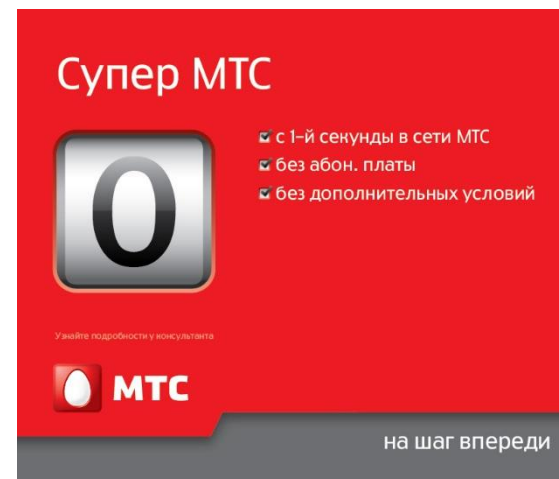 Супер МТС
0
с 1-й секунды в сети МТС
без абон. платы
без дополнительных условий
Узнайте подробности у консультанта
МТС
на шаг впереди